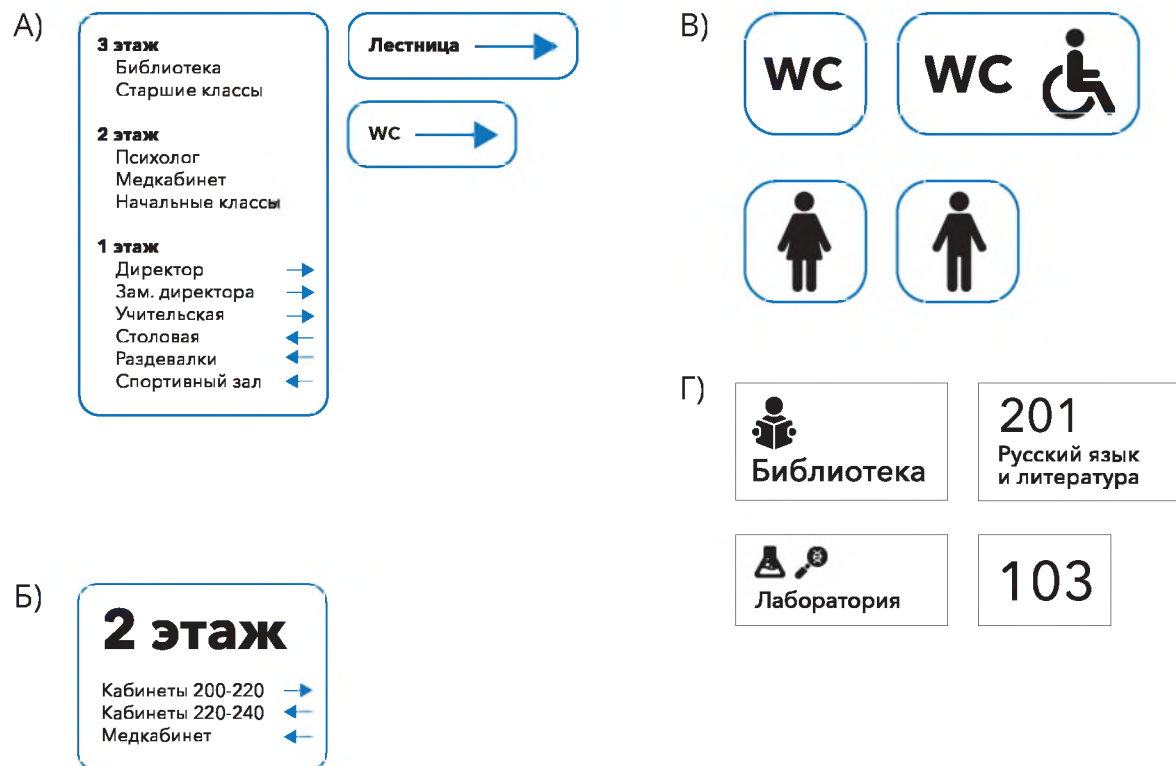 А)
3 этаж
Библиотека
Старшие классы
2 этаж
Психолог
Медкабинет
Начальные классы
1 этаж
Директор
Зам. директора
Учительская
Столовая
Раздевалки
Спортивный зал
Лестница
WC
Б)
2 этаж
Кабинеты 200-220
Кабинеты 220-240
Медкабинет
В)
WC
WC
Г)
Библиотека
201
Русский язык
и литература
Лаборатория
103